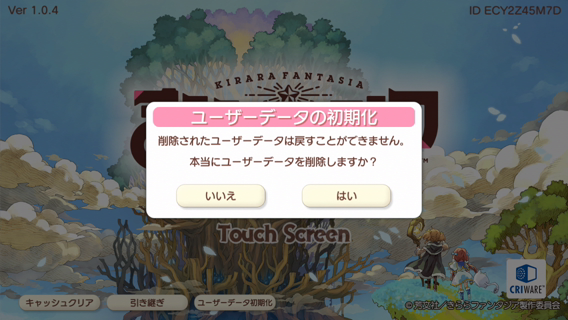 Ver 1.0.4
ID ECY2Z45M7D
KIRARA FANTASIA
ユーザーデータの初期化
削除されたユーザーデータは戻すことができません。
本当にユーザーデータを削除しますか？
いいえ
はい
Touch Screen
キャッシュクリア
引き継ぎ
ユーザーデータ初期化
CRIWARE™
©芳文社／きららファンタジア製作委員会